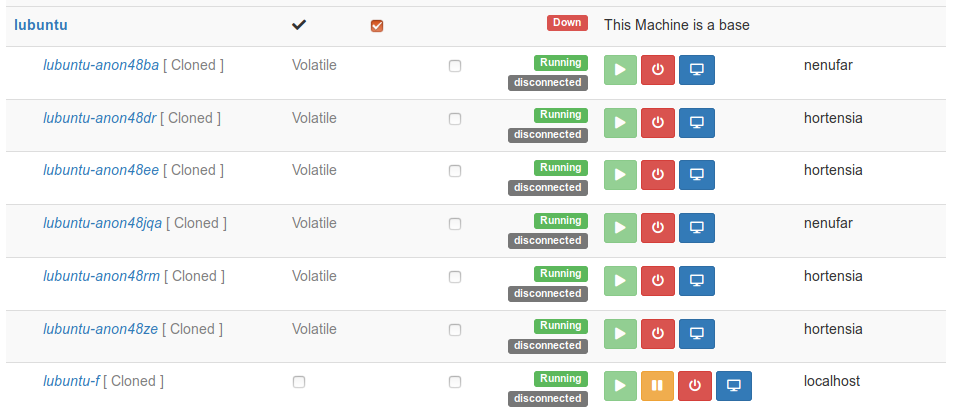 lubuntu Down This Machine is a base
lubuntu-anon48ba [ Cloned ] Volatile Running nenufar
disconnected
lubuntu-anon48dr [ Cloned ] Volatile Running hortensia
disconnected
lubuntu-anon48ee [ Cloned ] Volatile Running hortensia
disconnected
lubuntu-anon48jqa [ Cloned ] Volatile Running nenufar
disconnected
lubuntu-anon48rm [ Cloned ] Volatile Running hortensia
disconnected
lubuntu-anon48ze [ Cloned ] Volatile Running hortensia
disconnected
lubuntu-f [ Cloned ] Running localhost
disconnected